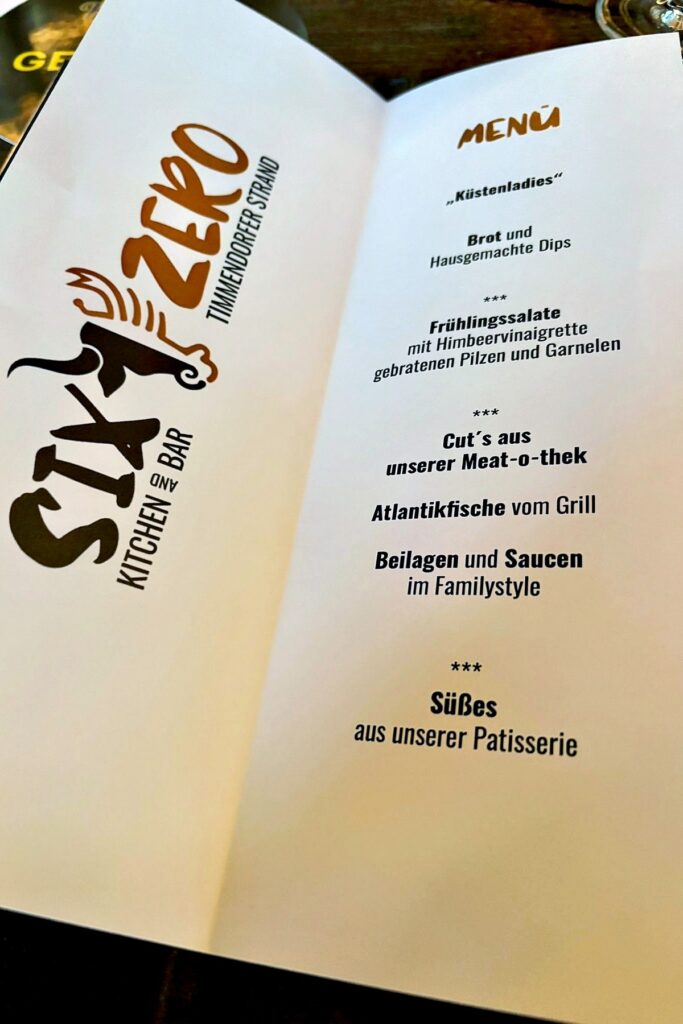 GE
SIX ZERO
KITCHEN AND BAR
TIMMENDORFER STRAND
MENÜ
„Küstenladies“
Brot und
Hausgemachte Dips
***
Frühlingssalate
mit Himbeervinaigrette
gebratenen Pilzen und Garnelen
***
Cut´s aus
unserer Meat-o-thek
Atlantikfische vom Grill
Beilagen und Saucen
im Familystyle
***
Süßes
aus unserer Patisserie